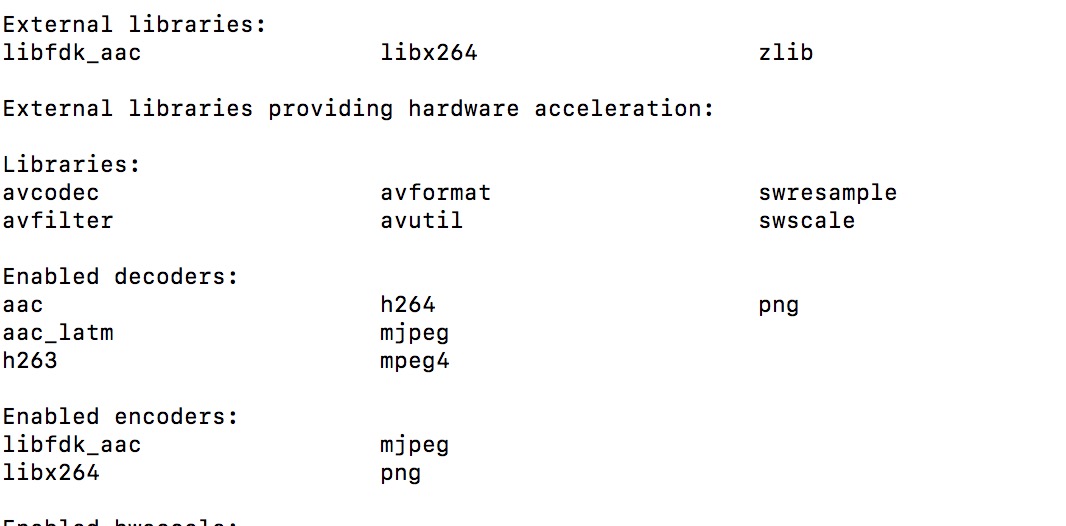 External libraries:
libfdk_aac libx264 zlib
External libraries providing hardware acceleration:
Libraries:
avcodec avformat swresample
avfilter avutil swscale
Enabled decoders:
aac h264 png
aac_latm mjpeg
h263 mpeg4
Enabled encoders:
libfdk_aac mjpeg
libx264 png
Enabled